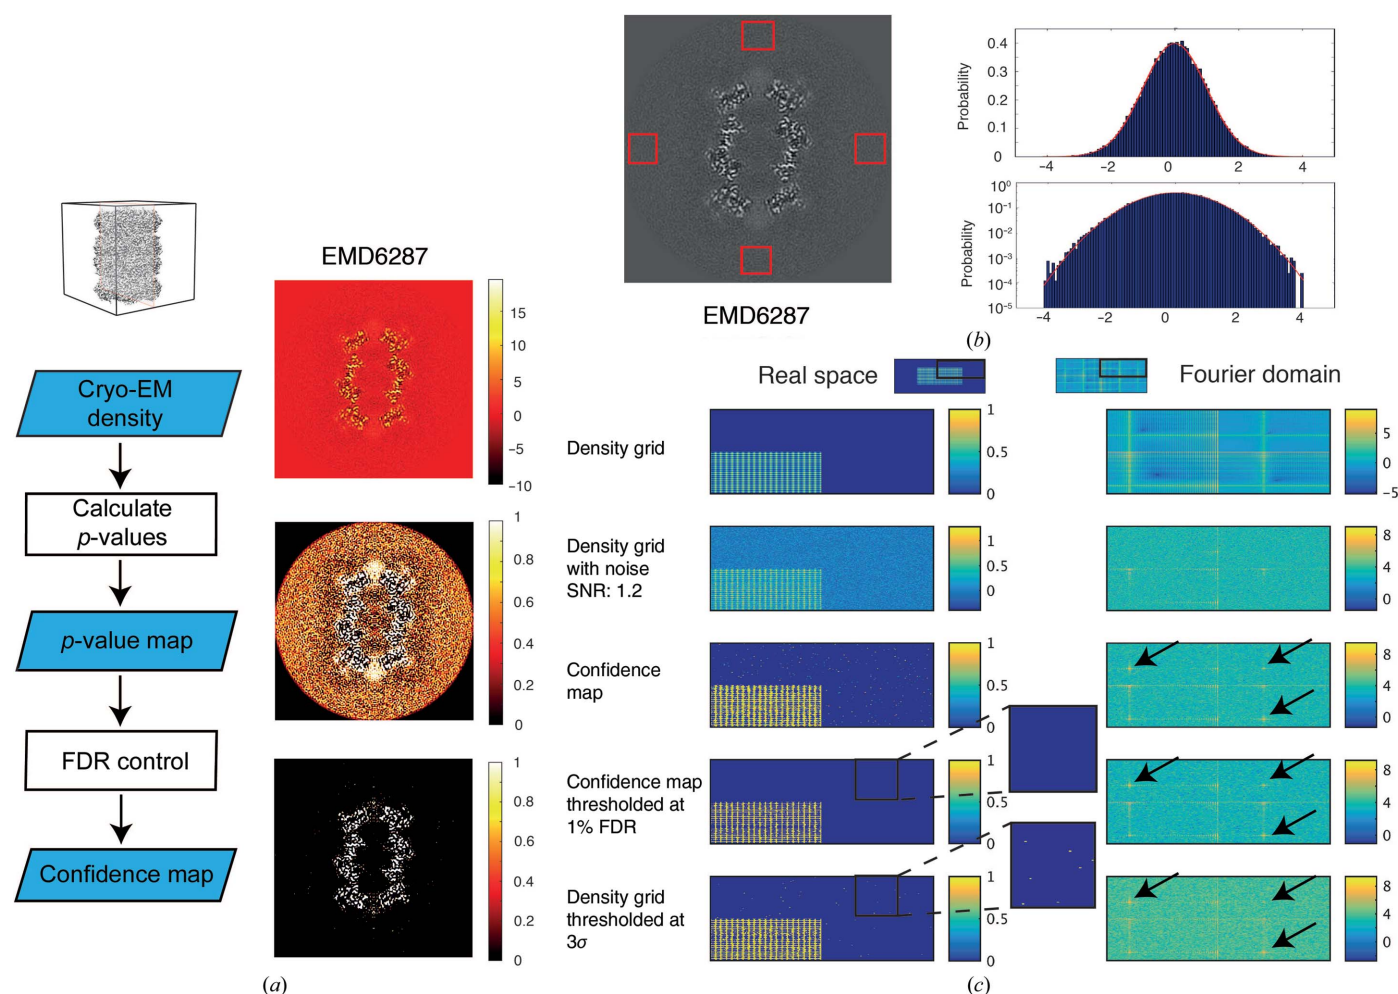 EMD6287
Cryo-EM
density
Calculate
p-values
p-value map
FDR control
Confidence map
15
10
5
0
−5
−10
1
0.8
0.6
0.4
0.2
0
1
0.8
0.6
0.4
0.2
0
(a)
EMD6287
Probability
0.4
0.3
0.2
0.1
0
−4
−2
0
2
4
Probability
10⁰
10⁻¹
10⁻²
10⁻³
10⁻⁴
10⁻⁵
−4
−2
0
2
4
(b)
Real space
Fourier domain
Density grid
1
0.5
0
5
0
−5
Density grid
with noise
SNR: 1.2
1
0.5
0
8
4
0
Confidence
map
1
0.5
0
8
4
0
Confidence map
thresholded at
1% FDR
1
0.5
0
8
4
0
Density grid
thresholded at
3σ
1
0.5
0
8
4
0
(c)